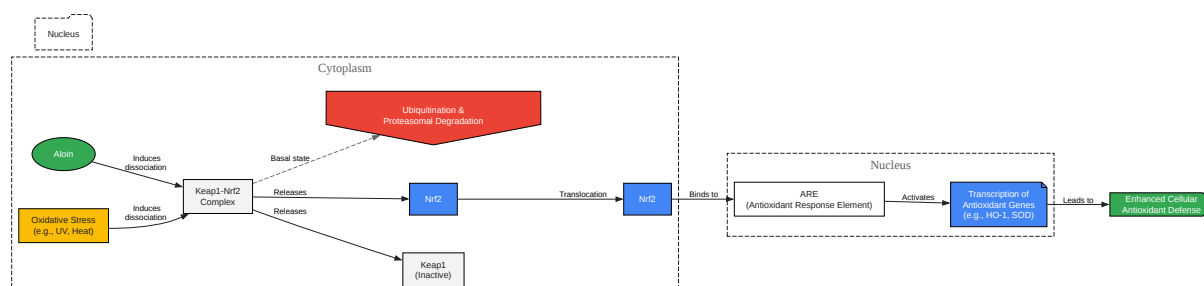 Nucleus
Cytoplasm
Ubiquitination &
Proteasomal Degradation
Aloin
Induces
dissociation
Basal state
Keap1-Nrf2
Complex
Releases
Nrf2
Translocation
Nrf2
Binds to
Nucleus
ARE
(Antioxidant Response Element)
Activates
Transcription of
Antioxidant Genes
(e.g., HO-1, SOD)
Leads to
Enhanced Cellular
Antioxidant Defense
Oxidative Stress
(e.g., UV, Heat)
Induces
dissociation
Releases
Keap1
(Inactive)